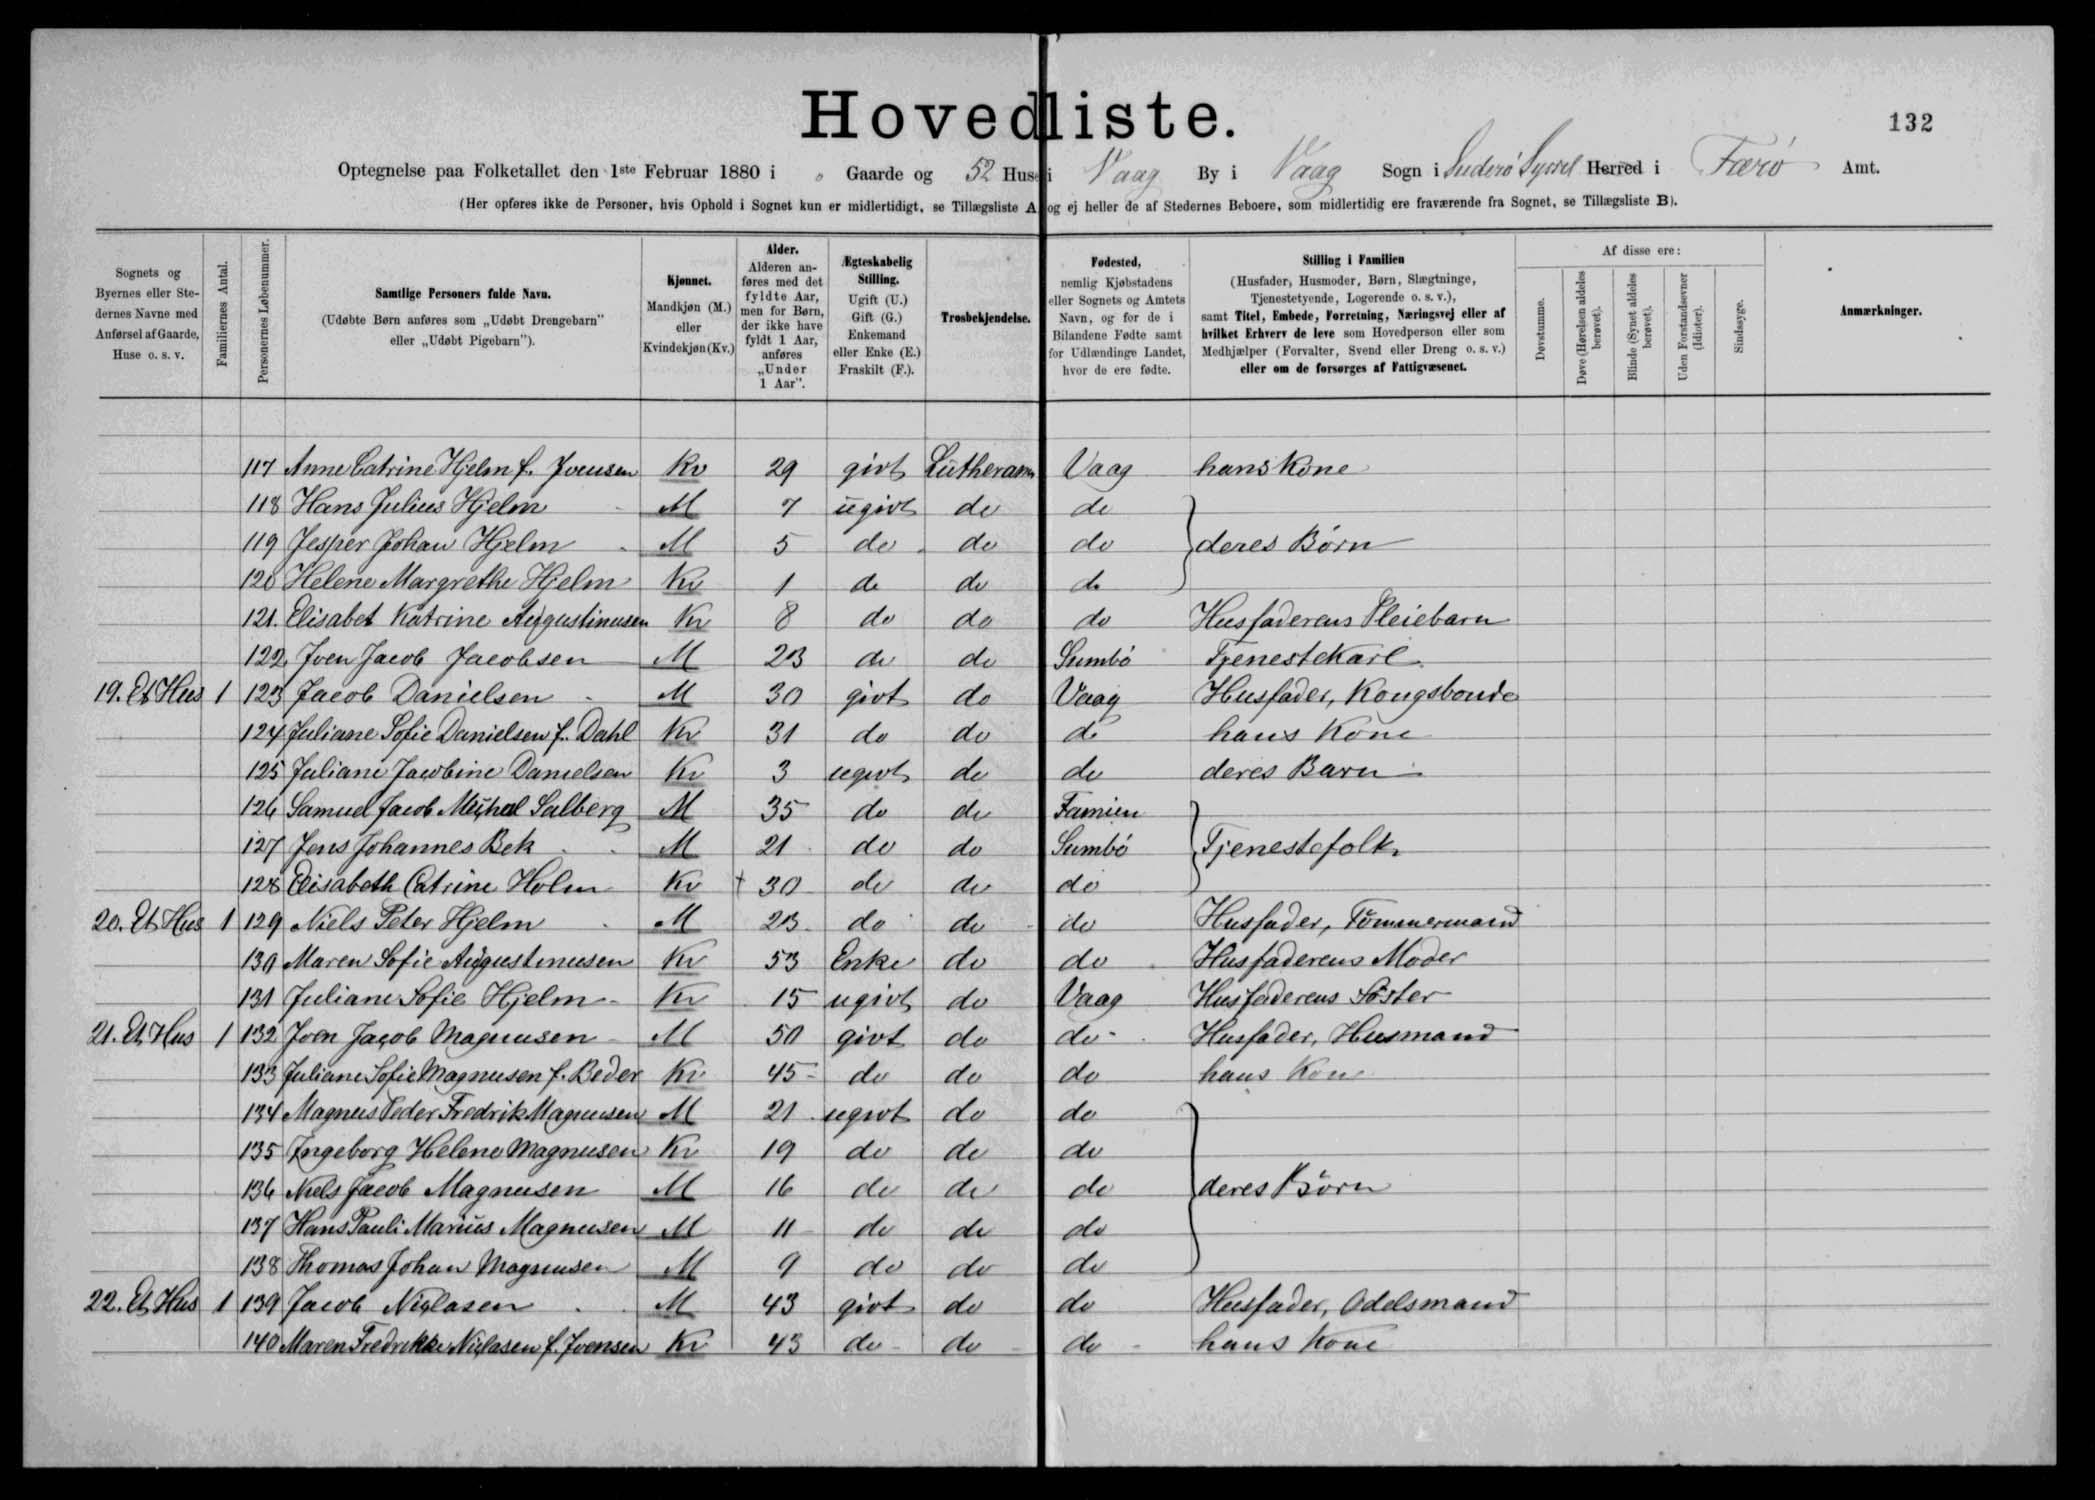 Hovedliste.
132
Optegnelse paa Folketallet den 1ste Februar 1880 i " Gaarde og 52 Huse i Vaag By i Vaag Sogn i Suderø Syssel Herred i Færø Amt.
(Her opføres ikke de Personer, hvis Ophold i Sognet kun er midlertidigt, se Tillægsliste A, og ej heller de af Stedernes Beboere, som midlertidig ere fraværende fra Sognet, se Tillægsliste B).
Sognets og Byernes eller Stedernes Navne med Anførsel af Gaarde, Huse o. s. v.
Familiernes Antal.
Personernes Løbenummer.
Samtlige Personers fulde Navn.
(Udøbte Børn anføres som „Udøbt Drengebarn" eller „Udøbt Pigebarn").
Kjønnet.
Mandkjøn (M.) eller Kvindekjøn (Kv.)
Alder.
Alderen anføres med det fyldte Aar, men for Børn, der ikke have fyldt 1 Aar, anføres „Under 1 Aar".
Ægteskabelig Stilling.
Ugift (U.) Gift (G.) Enkemand eller Enke (E.) Fraskilt (F.).
Trosbekjendelse.
Fødested,
nemlig Kjøbstadens eller Sognets og Amtets Navn, og for de i Bilandene Fødte samt for Udlændinge Landet, hvor de ere fødte.
Stilling i Familien
(Husfader, Husmoder, Børn, Slægtninge, Tjenestetyende, Logerende o. s. v.), samt Titel, Embede, Forretning, Næringsvej eller af hvilket Erhverv de leve som Hovedperson eller som Medhjælper (Forvalter, Svend eller Dreng o. s. v.) eller om de forsørges af Fattigvæsenet.
Af disse ere:
Døvstumme.
Døve (Hørelsen aldeles berøvet).
Blinde (Synet aldeles berøvet).
Uden Forstandsevner (Idioter).
Sindssyge.
Anmærkninger.
117 Anne Catrine Hjelm f. Joensen Kv 29 givt Lutheraner Vaag hans Kone
118 Hans Julius Hjelm M 7 ugivt do do
119 Jesper Johan Hjelm M 5 do do do deres Børn
120 Helene Margrethe Hjelm Kv 1 do do do
121. Elisabet Katrine Augustinusen Kv 8 do do do Husfaderens Pleiebarn
122 Joen Jacob Jacobsen M 23 do do Sumbø Tjenestekarl
19. Et Hus 1 123 Jacob Danielsen M 30 givt do Vaag Husfader, Kongsbonde
124 Juliane Sofie Danielsen f. Dahl Kv 31 do do do hans Kone
125 Juliane Jacobine Danielsen Kv 3 ugivt do do deres Barn
126 Samuel Jacob Michal Salberg M 35 do do Famien
127 Jens Johannes Bek M 21 do do Sumbø Tjenestefolk
128 Elisabeth Catrine Holm Kv + 30 do do do
20. Et Hus 1 129 Niels Peter Hjelm M 23 do do do Husfader, Tømmermand
130 Maren Sofie Augustinusen Kv 53 Enke do do Husfaderens Moder
131 Juliane Sofie Hjelm Kv 15 ugivt do Vaag Husfaderens Søster
21. Et Hus 1 132 Joen Jacob Magnusen M 50 givt do do Husfader, Husmand
133 Juliane Sofie Magnusen f. Beder Kv 45 do do do hans Kone
134 Magnus Peder Fredrik Magnusen M 21 ugivt do do
135 Ingeborg Helene Magnusen Kv 19 do do do
136 Niels Jacob Magnusen M 16 do do do deres Børn
137 Hans Pauli Marius Magnusen M 11 do do do
138 Thomas Johan Magnusen M 9 do do do
22. Et Hus 1 139 Jacob Niclasen M 43 givt do do Husfader, Odelsmand
140 Maren Fredrikke Niclasen f. Joensen Kv 43 do do do hans Kone